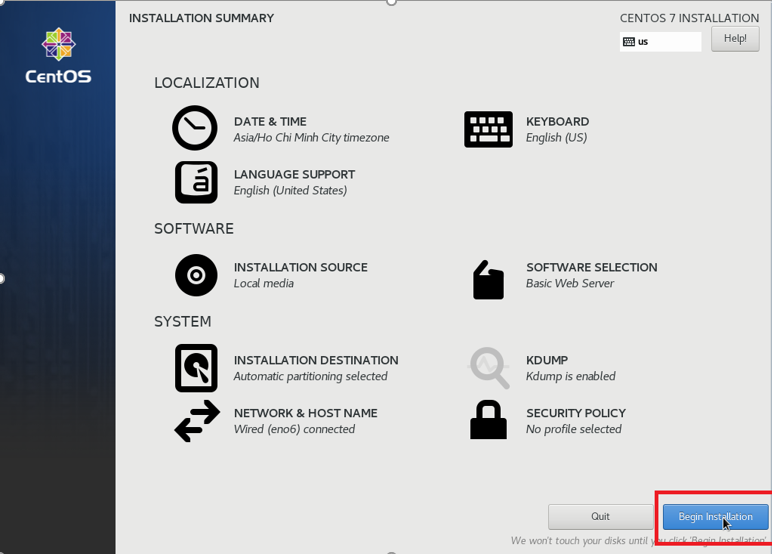 INSTALLATION SUMMARY
CENTOS 7 INSTALLATION
us
Help!
CentOS
LOCALIZATION
DATE & TIME
Asia/Ho Chi Minh City timezone
KEYBOARD
English (US)
á
LANGUAGE SUPPORT
English (United States)
SOFTWARE
INSTALLATION SOURCE
Local media
SOFTWARE SELECTION
Basic Web Server
SYSTEM
INSTALLATION DESTINATION
Automatic partitioning selected
KDUMP
Kdump is enabled
NETWORK & HOST NAME
Wired (eno6) connected
SECURITY POLICY
No profile selected
Quit
Begin Installation
We won't touch your disks until you click 'Begin Installation'.